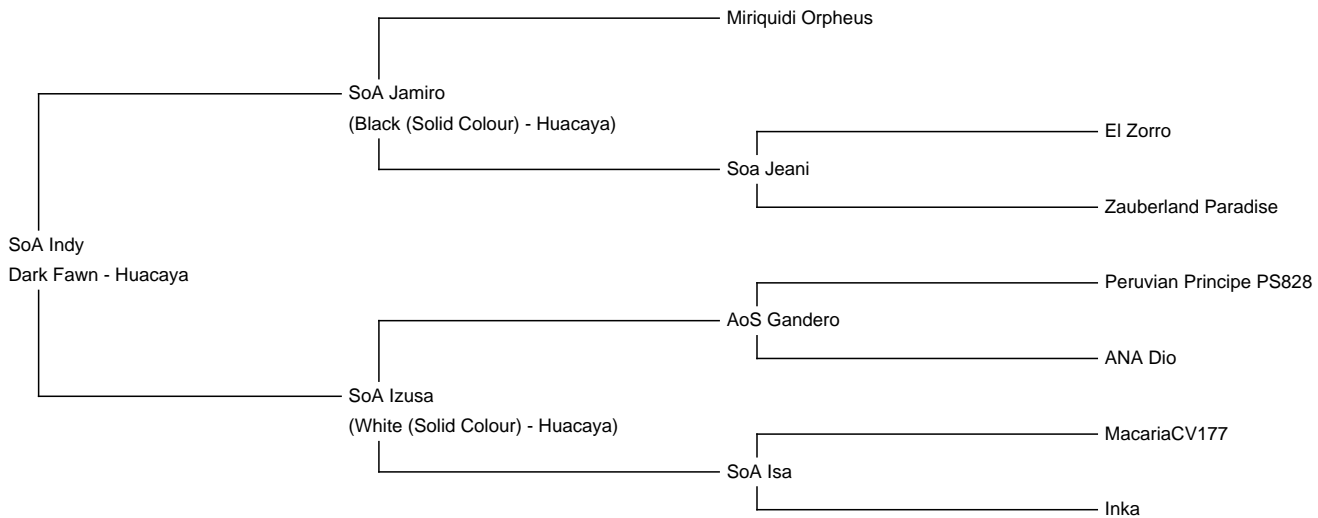 Miriquidi Orpheus
SoA Jamiro
(Black (Solid Colour) - Huacaya)
El Zorro
Soa Jeani
Zauberland Paradise
SoA Indy
Dark Fawn - Huacaya
Peruvian Principe PS828
AoS Gandero
ANA Dio
SoA Izusa
(White (Solid Colour) - Huacaya)
MacariaCV177
SoA Isa
Inka